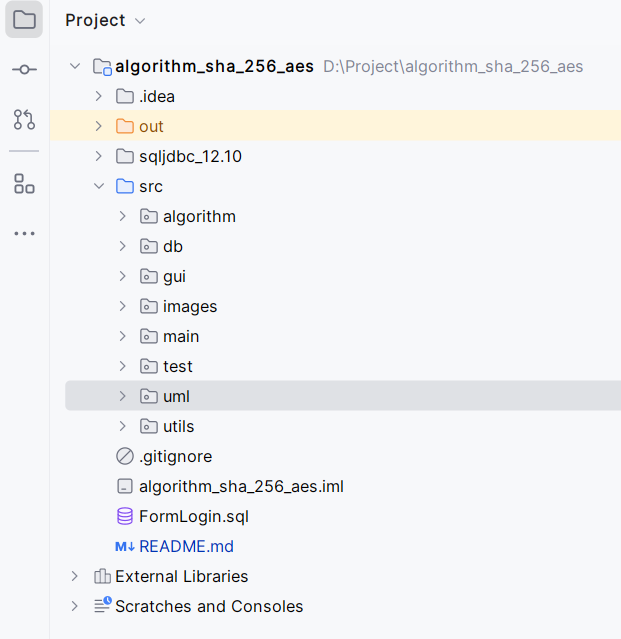 Project
algorithm_sha_256_aes D:\Project\algorithm_sha_256_aes
.idea
out
sqljdbc_12.10
src
algorithm
db
gui
images
main
test
uml
utils
.gitignore
algorithm_sha_256_aes.iml
FormLogin.sql
M↓ README.md
External Libraries
Scratches and Consoles